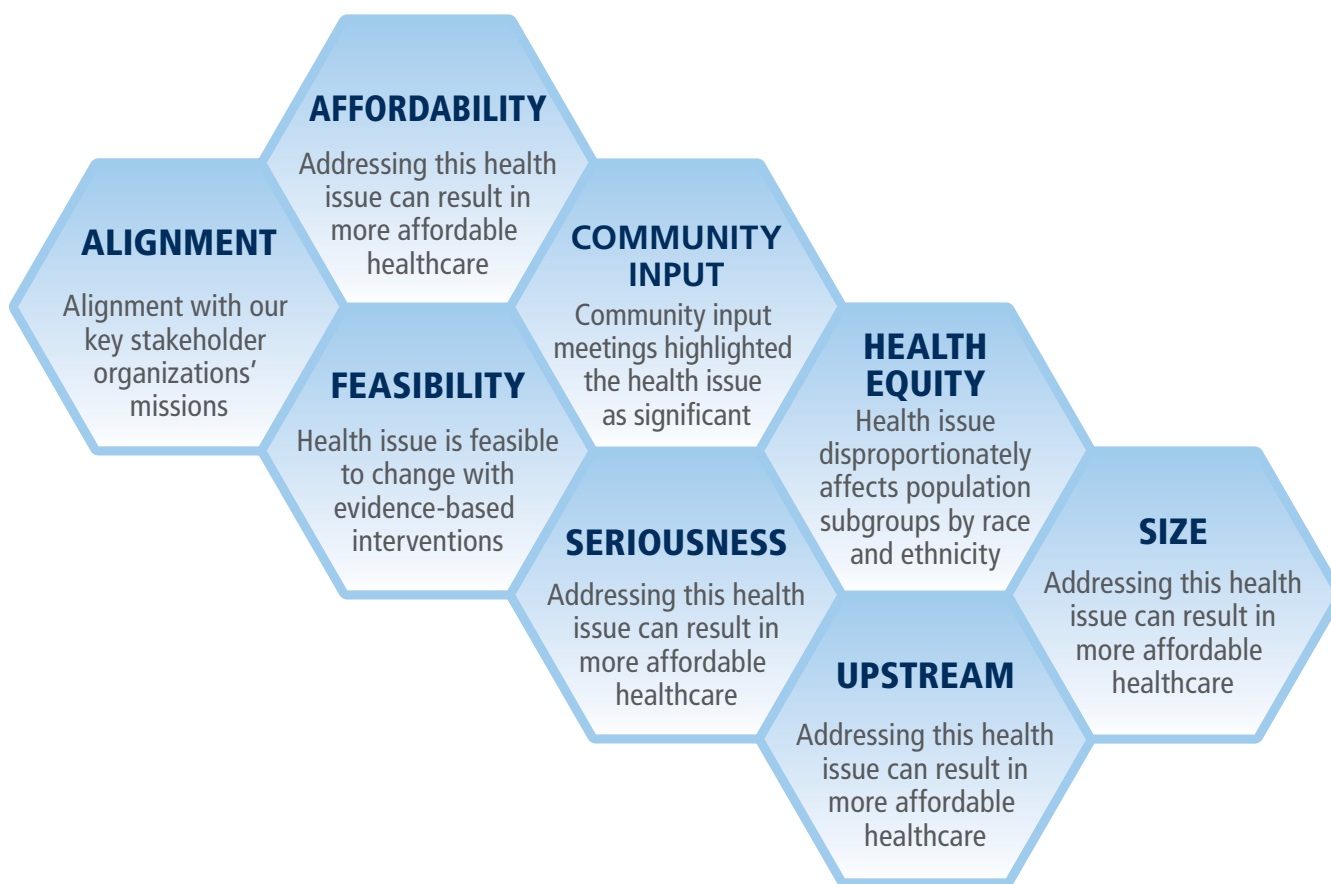 AFFORDABILITY
Addressing this health
issue can result in
more affordable
healthcare
ALIGNMENT
Alignment with our
key stakeholder
organizations’
missions
COMMUNITY
INPUT
Community input
meetings highlighted
the health issue
as significant
FEASIBILITY
Health issue is feasible
to change with
evidence-based
interventions
HEALTH
EQUITY
Health issue
disproportionately
affects population
subgroups by race
and ethnicity
SERIOUSNESS
Addressing this health
issue can result in
more affordable
healthcare
SIZE
Addressing this health
issue can result in
more affordable
healthcare
UPSTREAM
Addressing this health
issue can result in
more affordable
healthcare